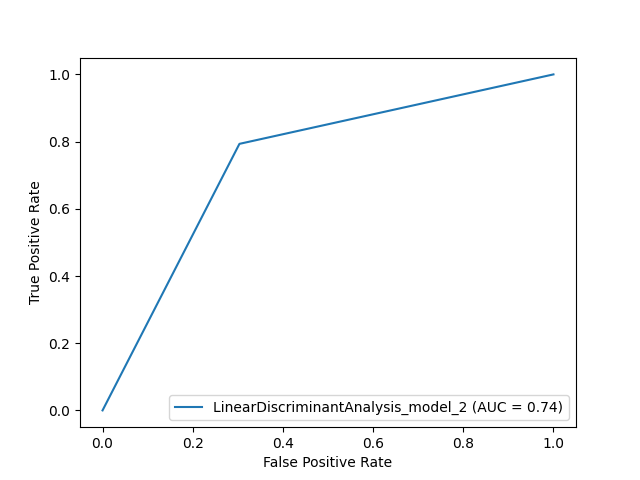 1.0
0.8
0.6
0.4
0.2
0.0
True Positive Rate
LinearDiscriminantAnalysis_model_2 (AUC = 0.74)
0.0 0.2 0.4 0.6 0.8 1.0
False Positive Rate